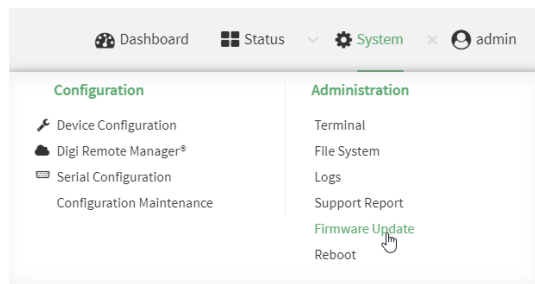 Dashboard Status System admin
Configuration
Device Configuration
Digi Remote Manager®
Serial Configuration
Configuration Maintenance
Administration
Terminal
File System
Logs
Support Report
Firmware Update
Reboot